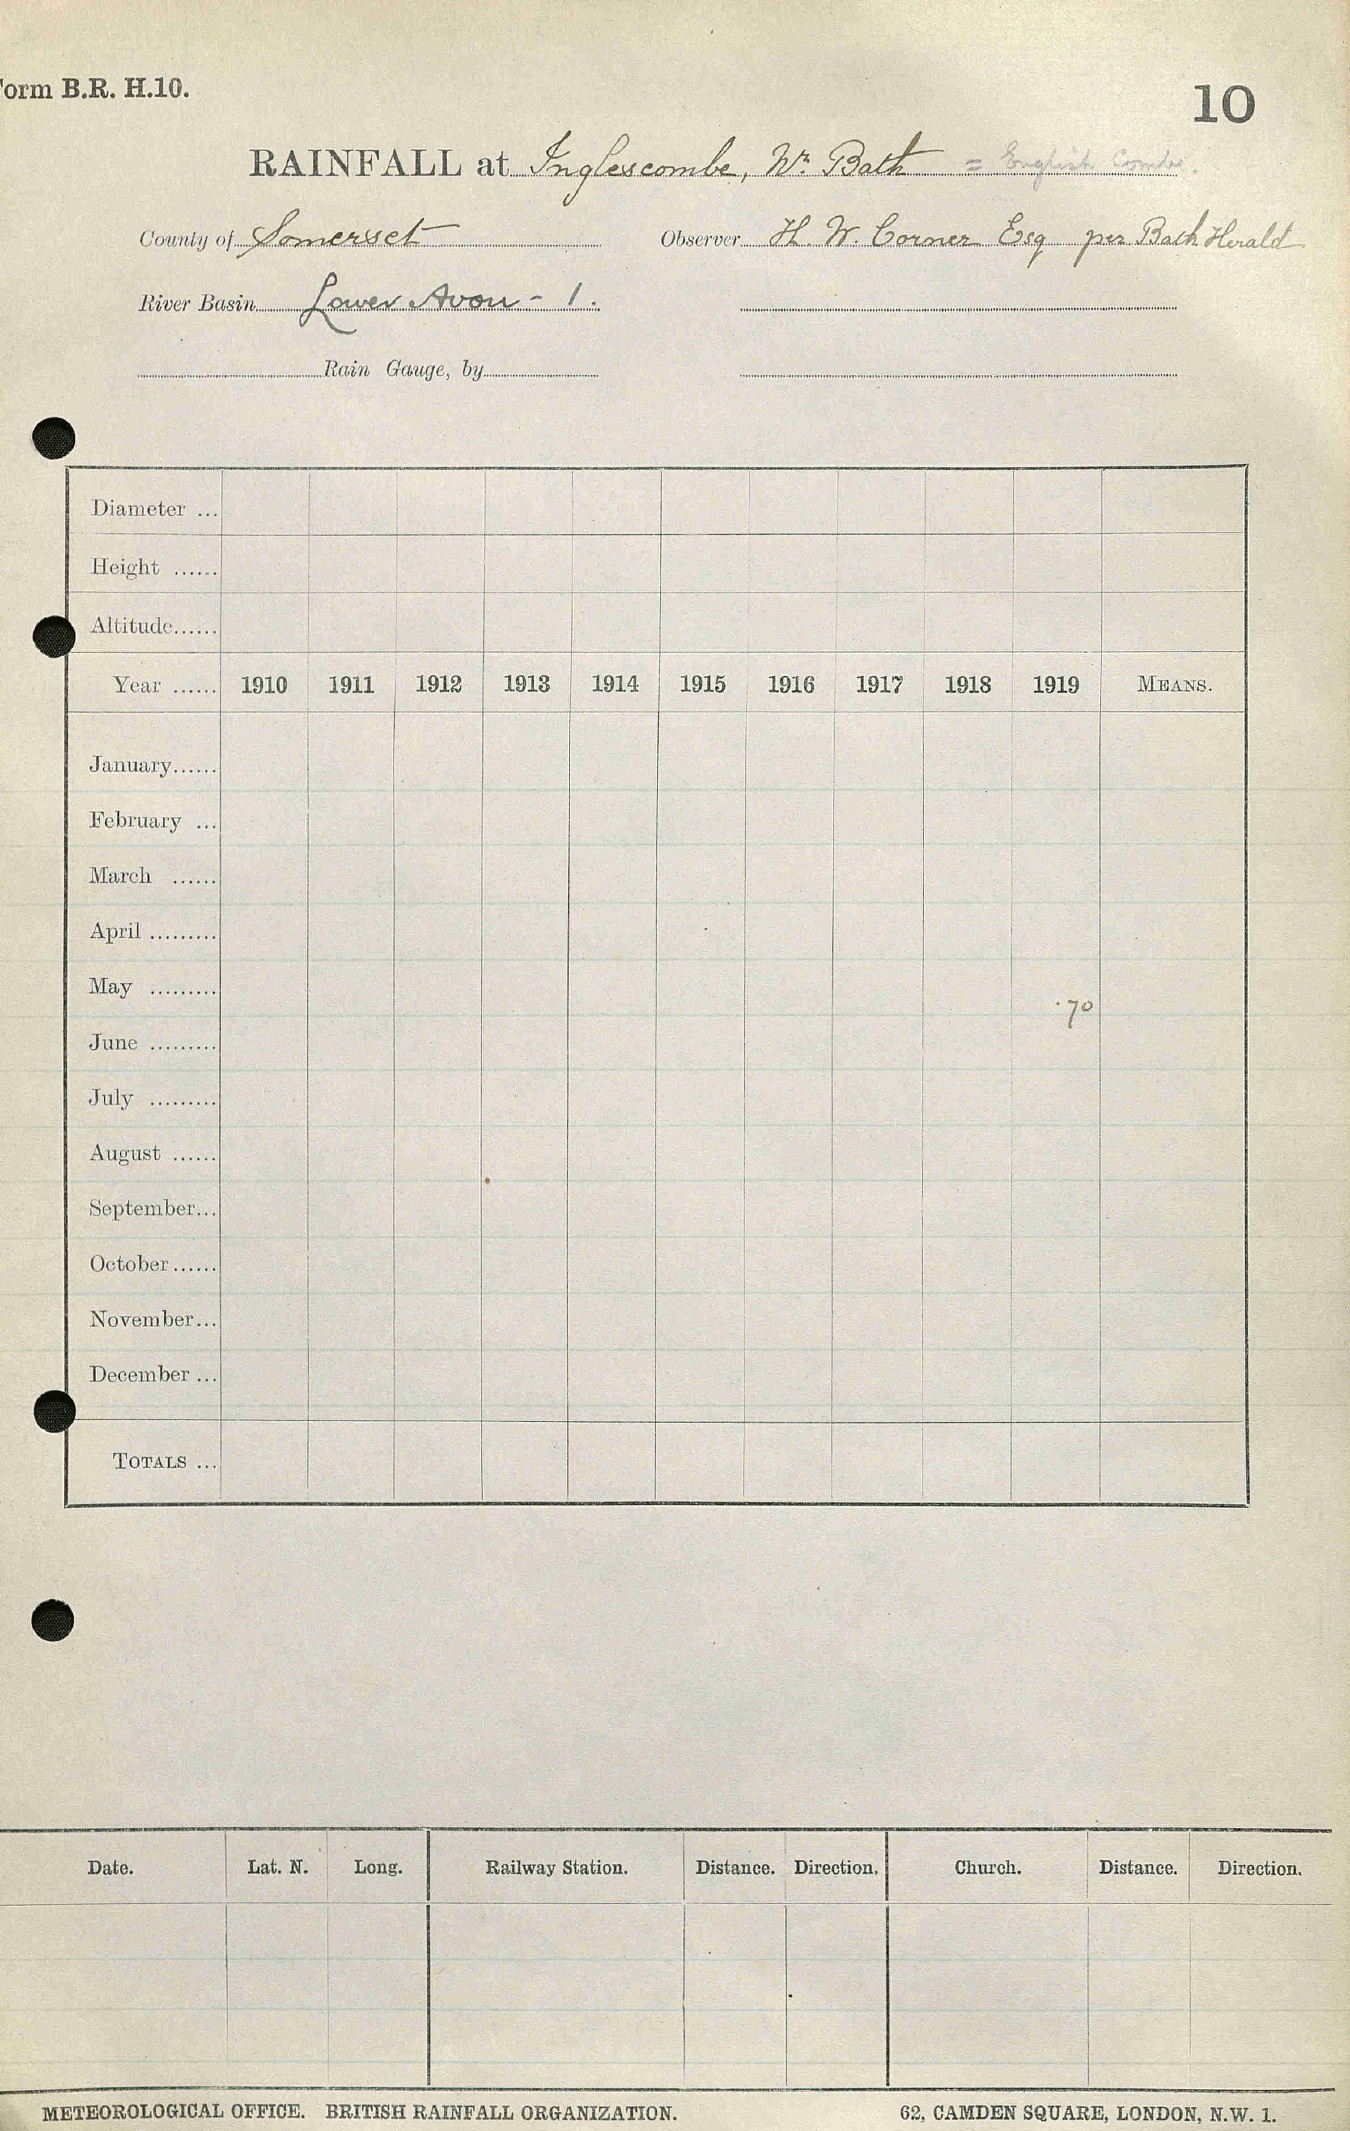 Form B.R. H.10.
10
RAINFALL at Inglescombe, Nr. Bath = English Combe.
County of Somerset Observer H. W. Corner Esq per Bath Herald
River Basin Lower Avon - 1.
Rain Gauge, by
Diameter ...
Height ......
Altitude......
Year ...... 1910 1911 1912 1913 1914 1915 1916 1917 1918 1919 MEANS.
January......
February ...
March ......
April .........
May ......... ·70
June .........
July .........
August ......
September...
October......
November...
December ...
TOTALS ...
Date. Lat. N. Long. Railway Station. Distance. Direction. Church. Distance. Direction.
METEOROLOGICAL OFFICE. BRITISH RAINFALL ORGANIZATION. 62, CAMDEN SQUARE, LONDON, N.W. 1.